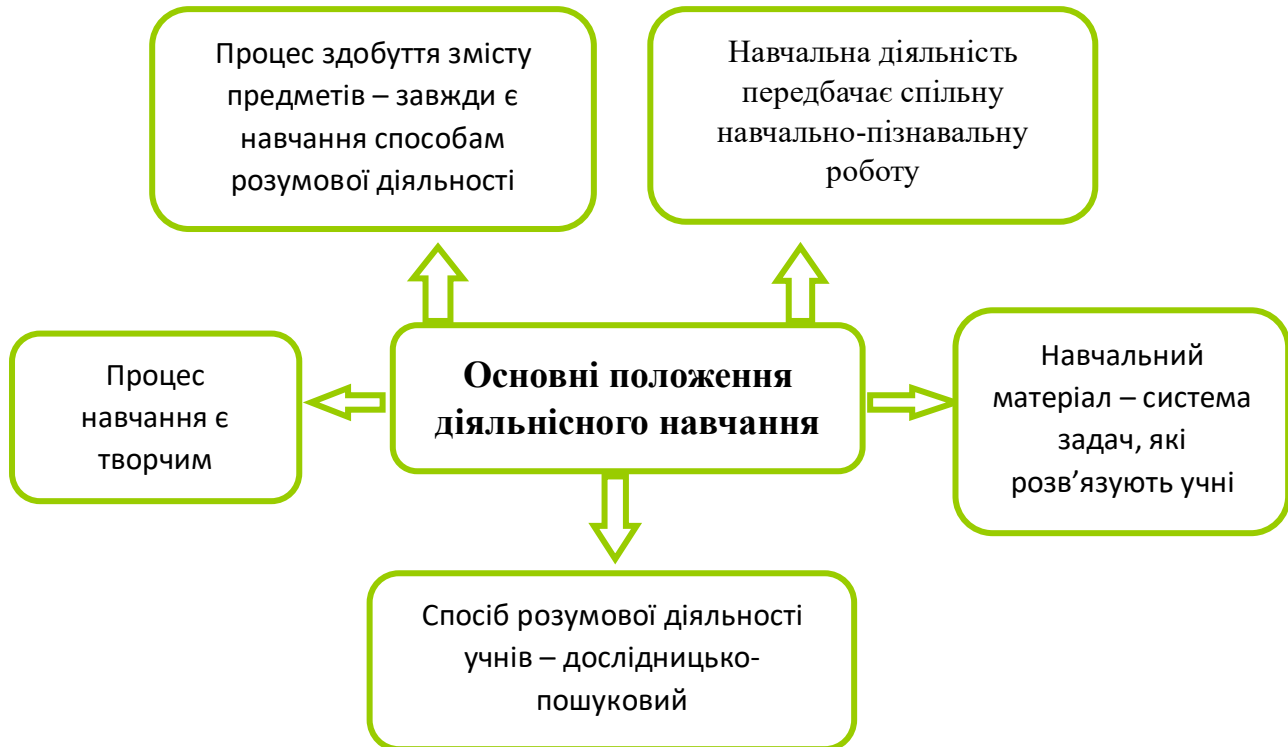 Процес здобуття змісту
предметів – завжди є
навчання способам
розумової діяльності
Навчальна діяльність
передбачає спільну
навчально-пізнавальну
роботу
Процес
навчання є
творчим
Основні положення
діяльнісного навчання
Навчальний
матеріал – система
задач, які
розв’язують учні
Спосіб розумової діяльності
учнів – дослідницько-
пошуковий